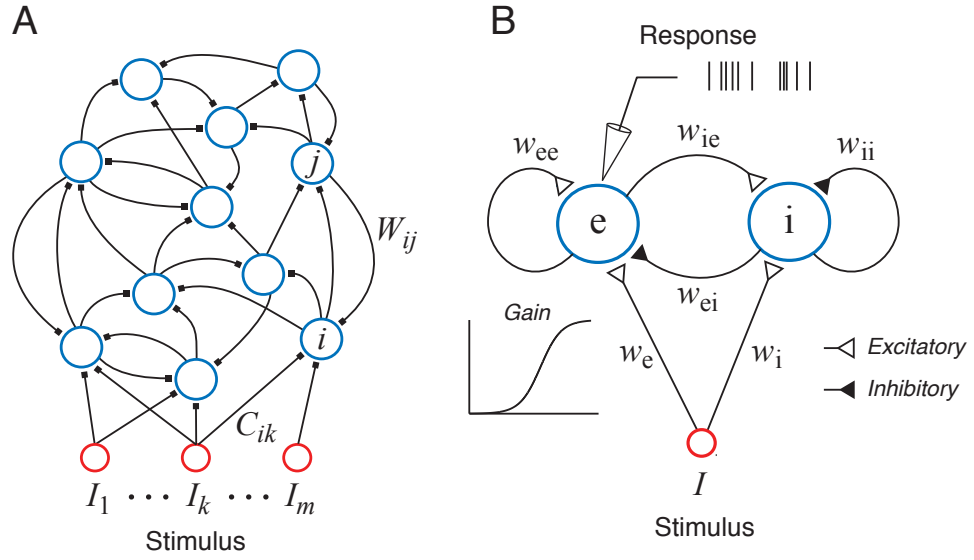 A
j
W_ij
i
C_ik
I_1 ··· I_k ··· I_m
Stimulus
B
Response
w_ee
w_ie
w_ii
e
i
w_ei
Gain
w_e
w_i
Excitatory
Inhibitory
I
Stimulus